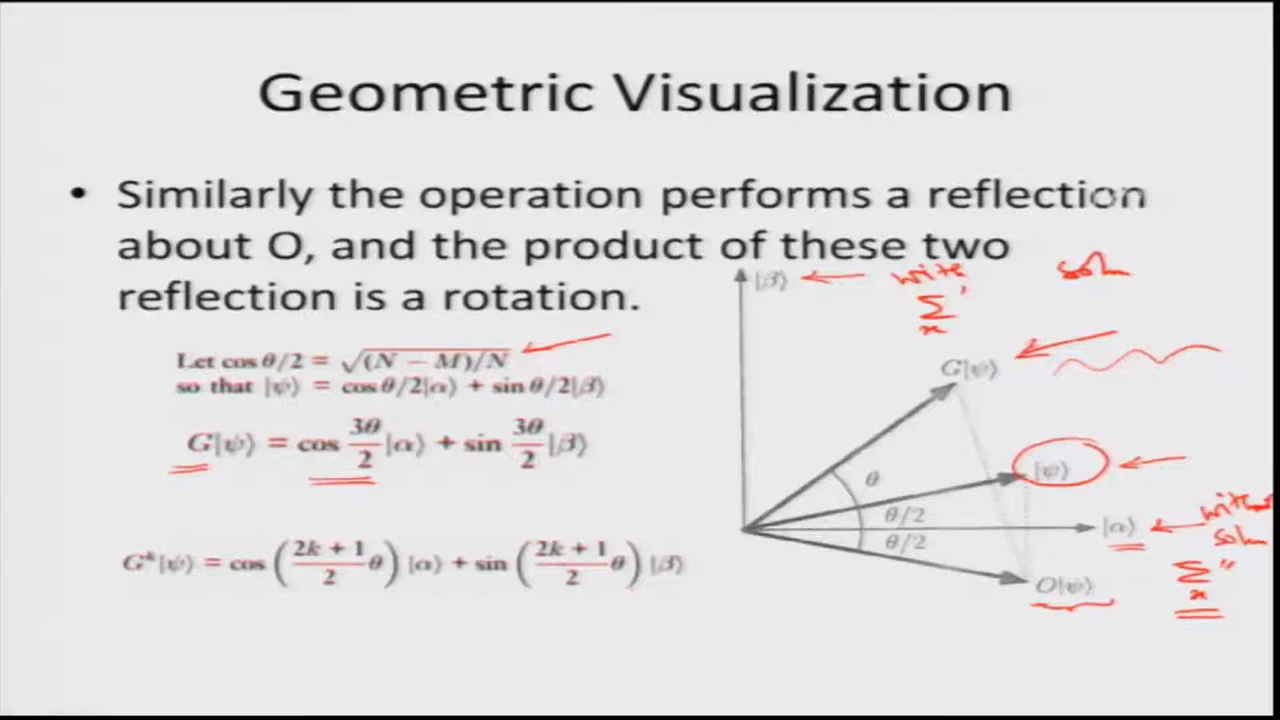 Geometric Visualization
• Similarly the operation performs a reflection
about O, and the product of these two
reflection is a rotation.
Let cos θ/2 = √(N − M)/N
so that |ψ⟩ = cos θ/2|α⟩ + sin θ/2|β⟩
G|ψ⟩ = cos 3θ/2 |α⟩ + sin 3θ/2 |β⟩
G^k|ψ⟩ = cos (2k + 1/2 θ) |α⟩ + sin (2k + 1/2 θ) |β⟩
|β⟩
soln
∑'
x
G|ψ⟩
θ
|ψ⟩
θ/2
|α⟩
θ/2
soln
O|ψ⟩
∑"
x